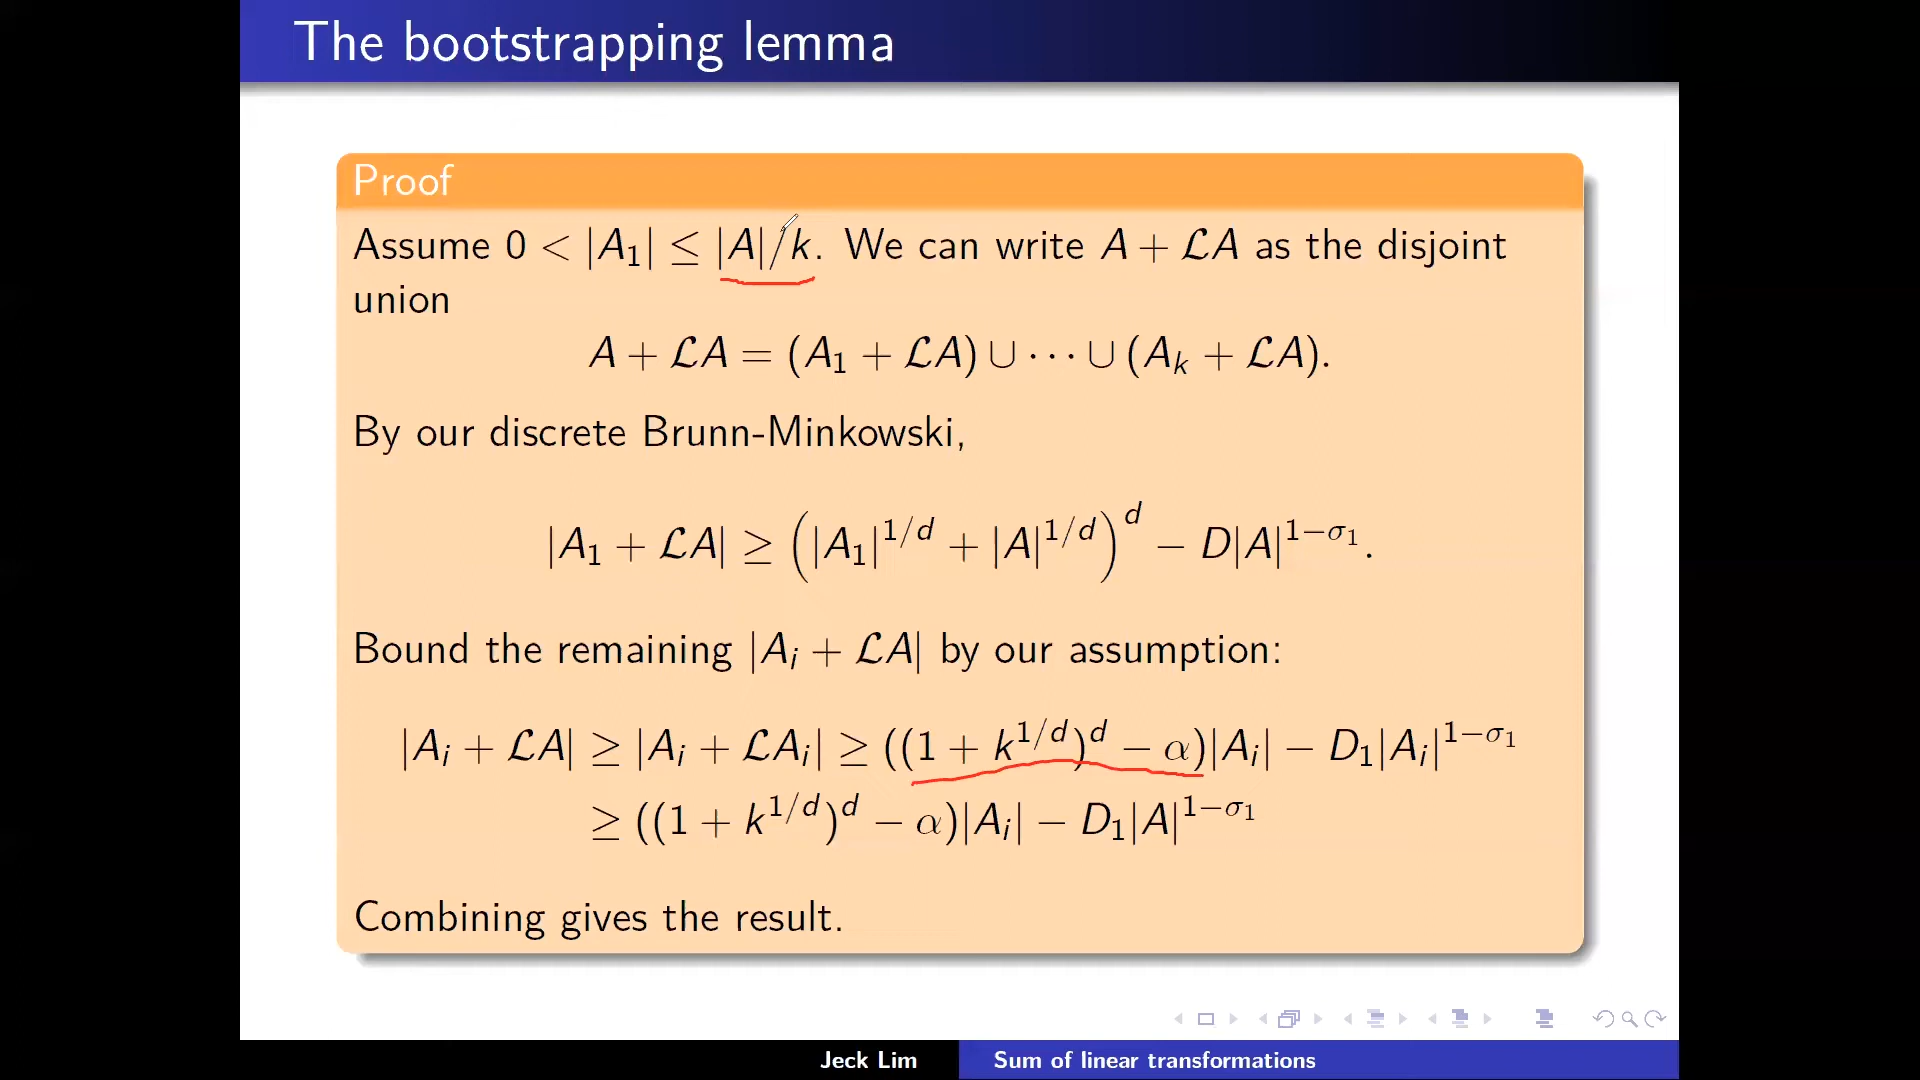 The bootstrapping lemma
Proof
Assume 0 < |A₁| ≤ |A|/k. We can write A + ℒA as the disjoint
union
A + ℒA = (A₁ + ℒA) ∪ ··· ∪ (Aₖ + ℒA).
By our discrete Brunn-Minkowski,
|A₁ + ℒA| ≥ (|A₁|^{1/d} + |A|^{1/d})^d − D|A|^{1−σ₁}.
Bound the remaining |Aᵢ + ℒA| by our assumption:
|Aᵢ + ℒA| ≥ |Aᵢ + ℒAᵢ| ≥ ((1 + k^{1/d})^d − α)|Aᵢ| − D₁|Aᵢ|^{1−σ₁}
≥ ((1 + k^{1/d})^d − α)|Aᵢ| − D₁|A|^{1−σ₁}
Combining gives the result.
Jeck Lim Sum of linear transformations